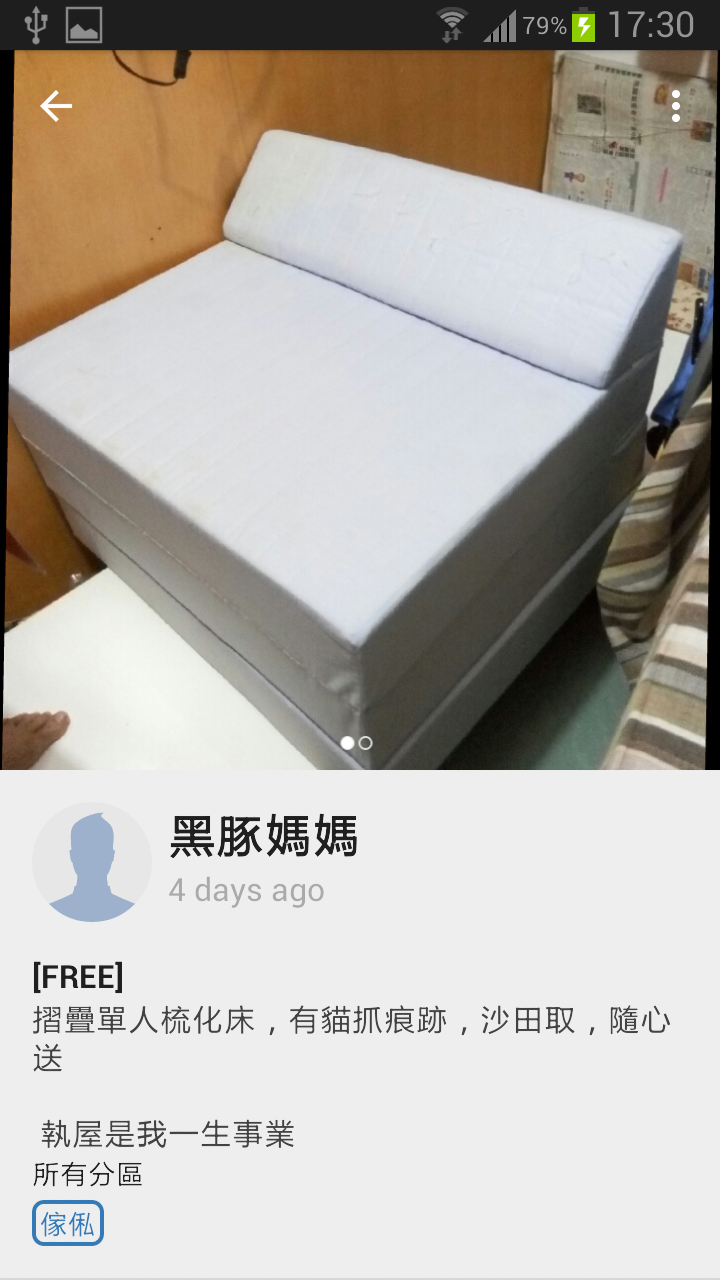 79% 17:30
黑豚媽媽
4 days ago
[FREE]
摺疊單人梳化床，有貓抓痕跡，沙田取，隨心
送
執屋是我一生事業
所有分區
傢俬